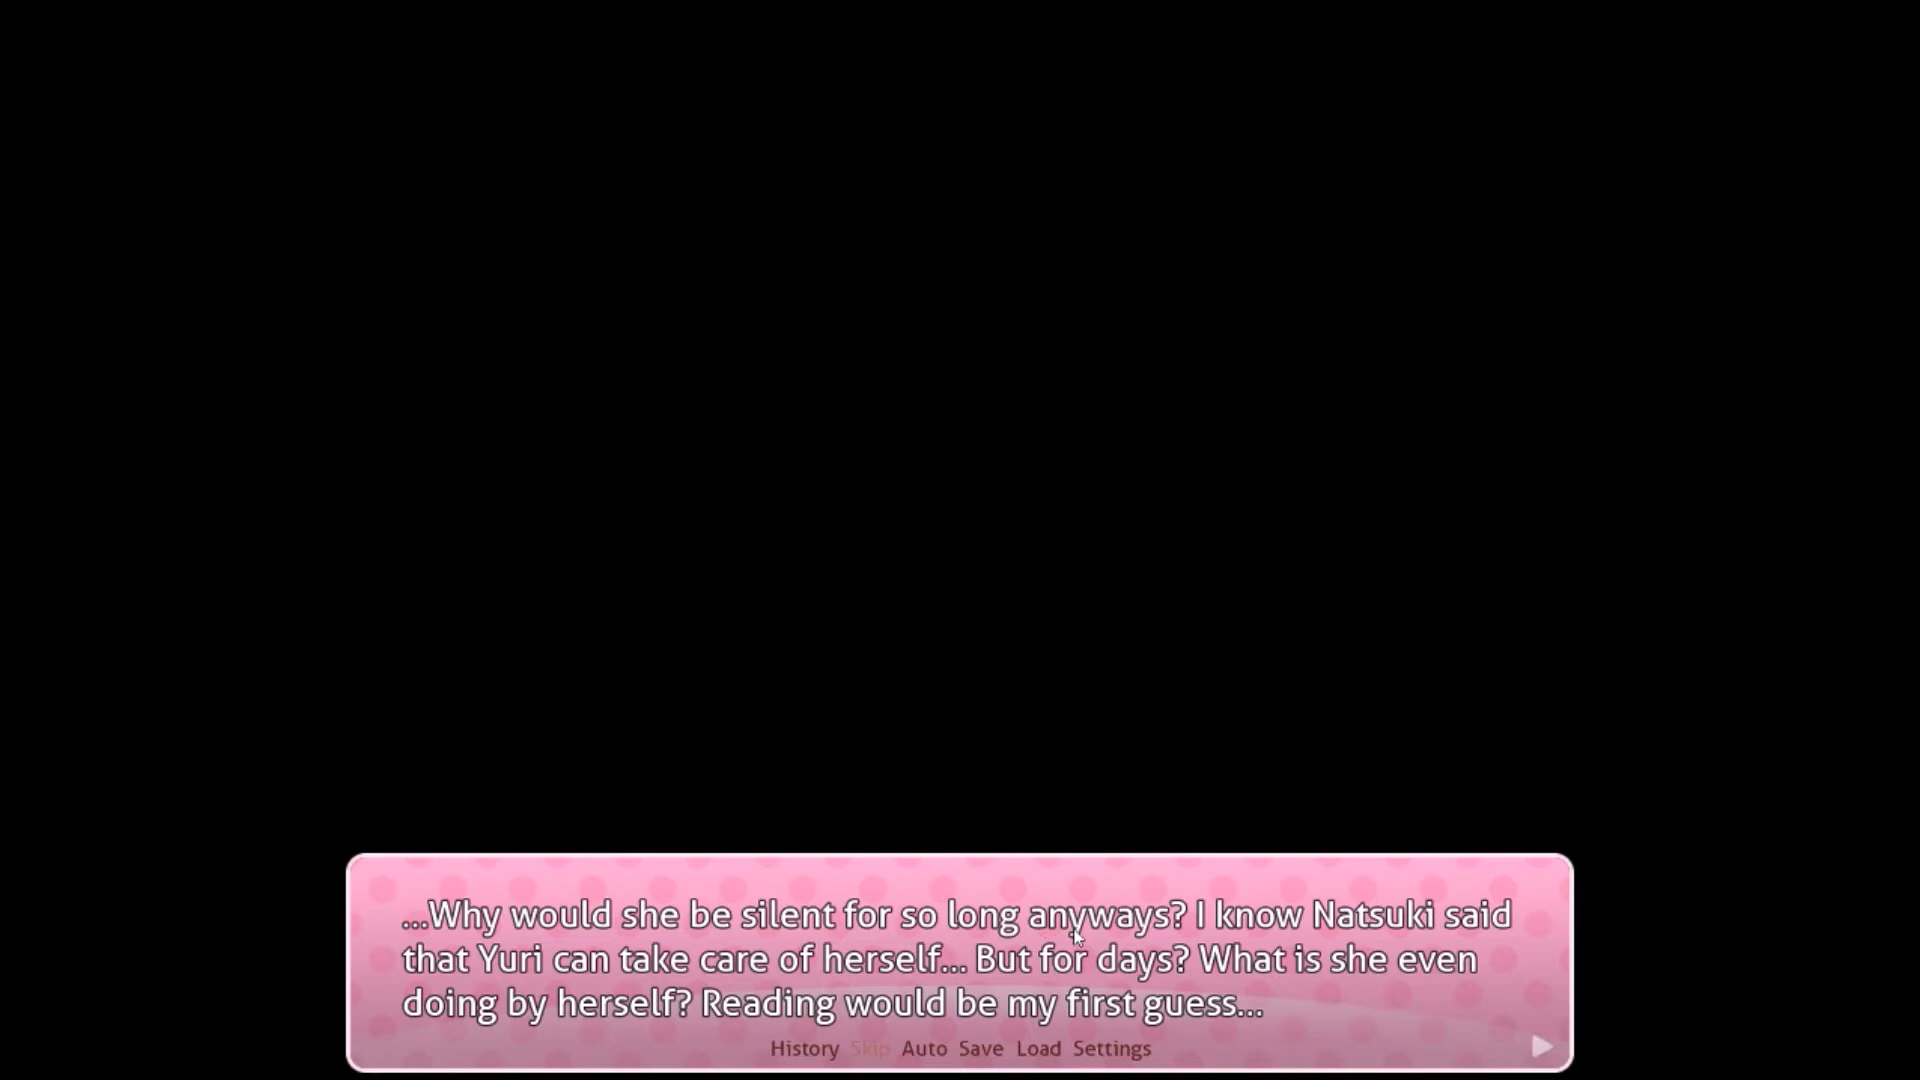 ...Why would she be silent for so long anyways? I know Natsuki said
that Yuri can take care of herself... But for days? What is she even
doing by herself? Reading would be my first guess...
History Skip Auto Save Load Settings